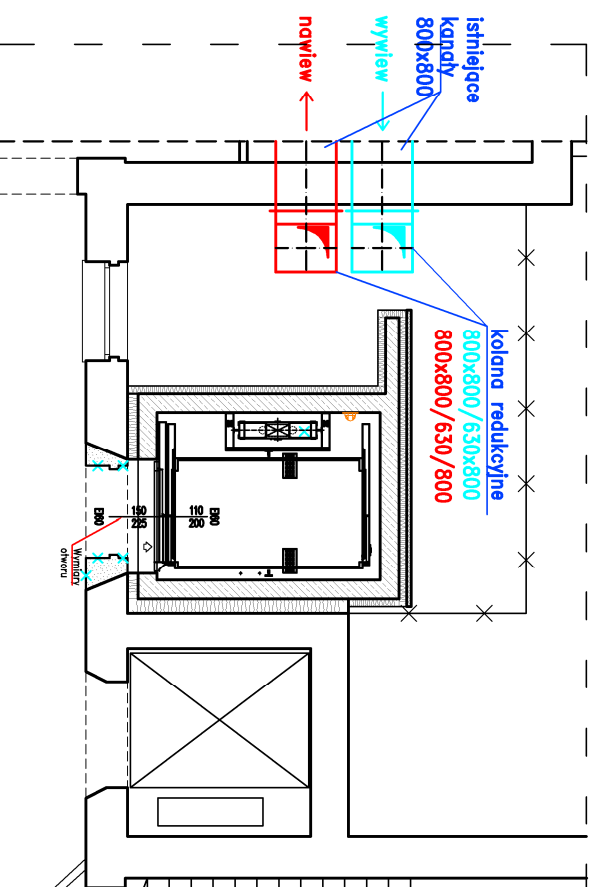 istniejące
kanały
800x800
wywiew
nawiew
kolana redukcyjne
800x800/630x800
800x800/630/800
EI60
150
225
110
200
EI60
Wymiary
otworu